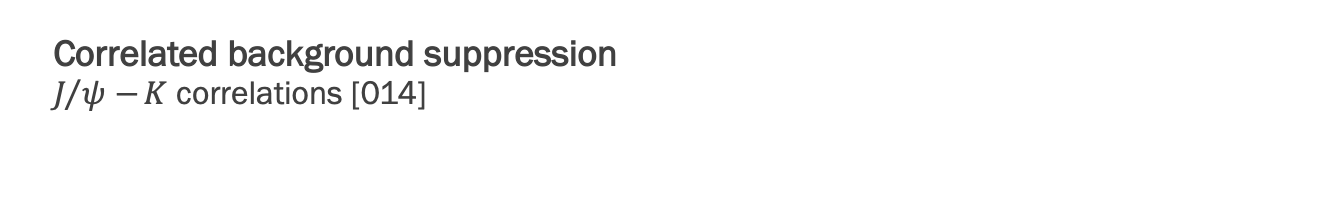 Correlated background suppression
J/ψ − K correlations [014]